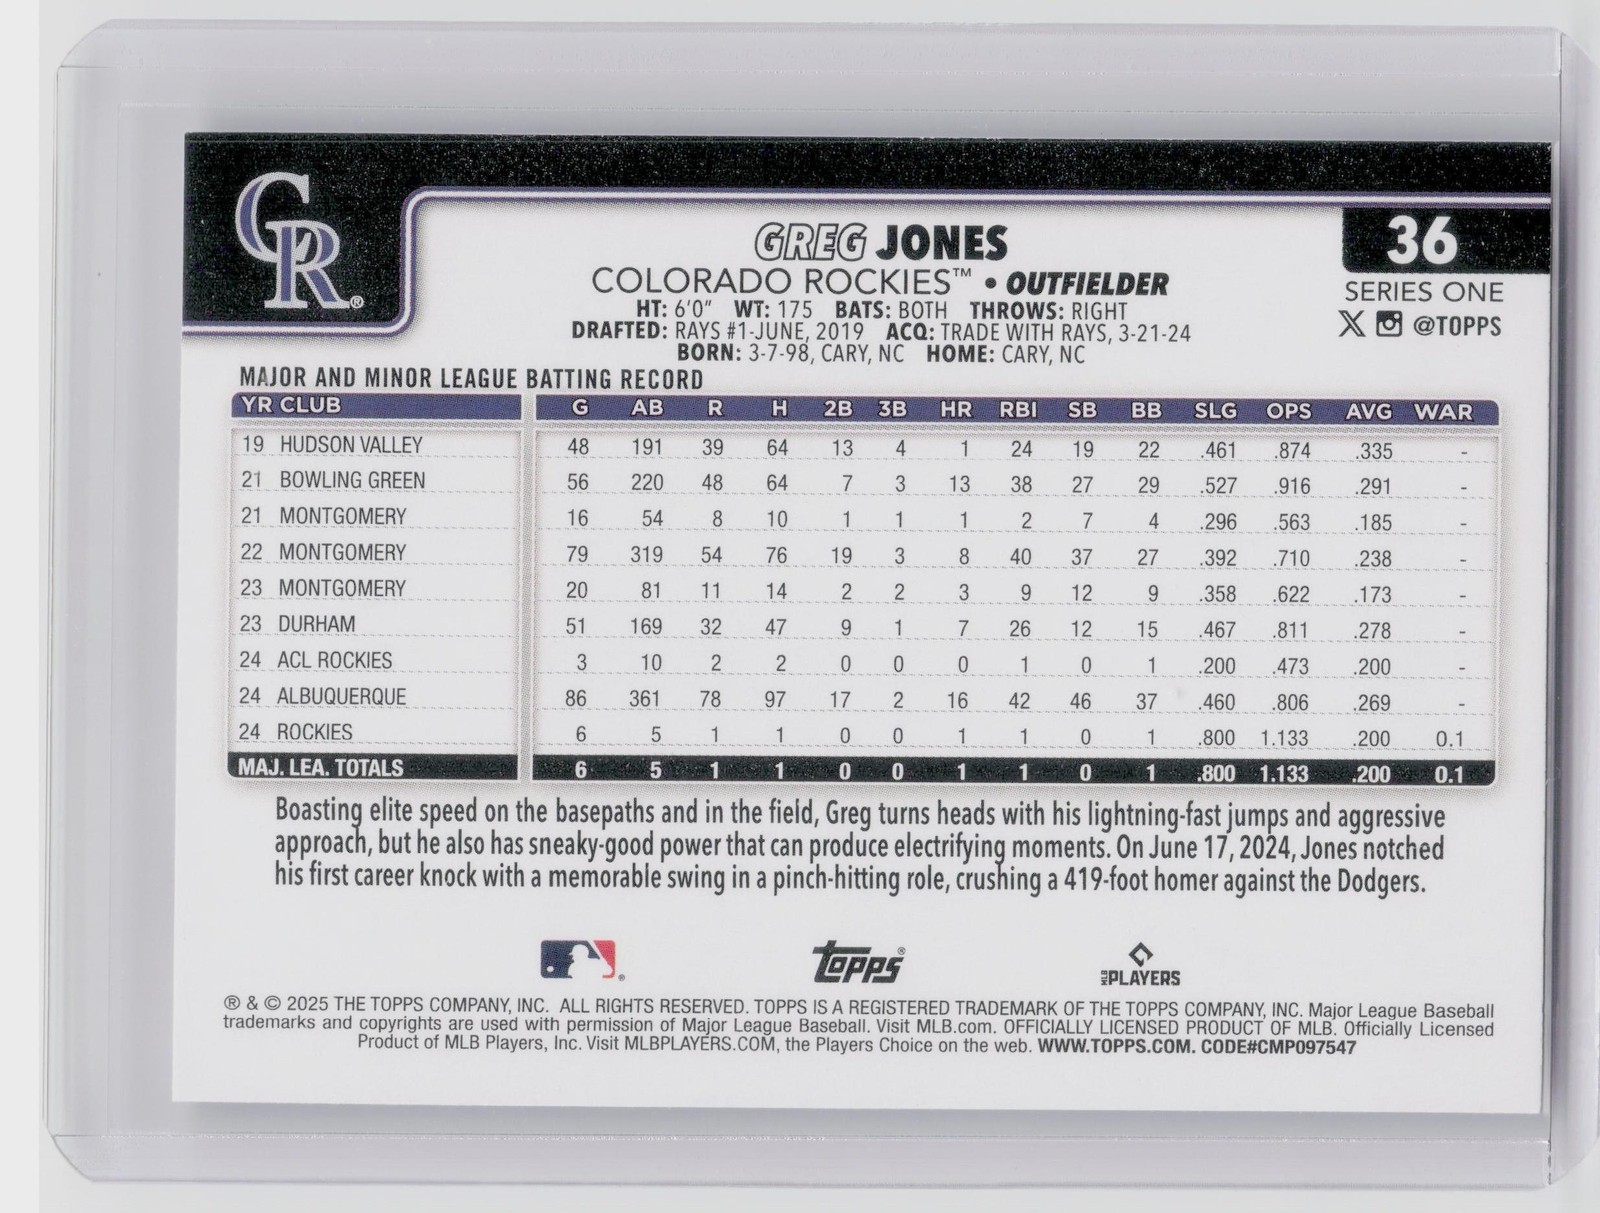 CR®
GREG JONES
COLORADO ROCKIES™ • OUTFIELDER
HT: 6'0" WT: 175 BATS: BOTH THROWS: RIGHT
DRAFTED: RAYS #1-JUNE, 2019 ACQ: TRADE WITH RAYS, 3-21-24
BORN: 3-7-98, CARY, NC HOME: CARY, NC
36
SERIES ONE
X @TOPPS
MAJOR AND MINOR LEAGUE BATTING RECORD
YR CLUB G AB R H 2B 3B HR RBI SB BB SLG OPS AVG WAR
19 HUDSON VALLEY 48 191 39 64 13 4 1 24 19 22 .461 .874 .335 -
21 BOWLING GREEN 56 220 48 64 7 3 13 38 27 29 .527 .916 .291 -
21 MONTGOMERY 16 54 8 10 1 1 1 2 7 4 .296 .563 .185 -
22 MONTGOMERY 79 319 54 76 19 3 8 40 37 27 .392 .710 .238 -
23 MONTGOMERY 20 81 11 14 2 2 3 9 12 9 .358 .622 .173 -
23 DURHAM 51 169 32 47 9 1 7 26 12 15 .467 .811 .278 -
24 ACL ROCKIES 3 10 2 2 0 0 0 1 0 1 .200 .473 .200 -
24 ALBUQUERQUE 86 361 78 97 17 2 16 42 46 37 .460 .806 .269 -
24 ROCKIES 6 5 1 1 0 0 1 1 0 1 .800 1.133 .200 0.1
MAJ. LEA. TOTALS 6 5 1 1 0 0 1 1 0 1 .800 1.133 .200 0.1
Boasting elite speed on the basepaths and in the field, Greg turns heads with his lightning-fast jumps and aggressive
approach, but he also has sneaky-good power that can produce electrifying moments. On June 17, 2024, Jones notched
his first career knock with a memorable swing in a pinch-hitting role, crushing a 419-foot homer against the Dodgers.
TOPPS®
MLB PLAYERS
® & © 2025 THE TOPPS COMPANY, INC. ALL RIGHTS RESERVED. TOPPS IS A REGISTERED TRADEMARK OF THE TOPPS COMPANY, INC. Major League Baseball
trademarks and copyrights are used with permission of Major League Baseball. Visit MLB.com. OFFICIALLY LICENSED PRODUCT OF MLB. Officially Licensed
Product of MLB Players, Inc. Visit MLBPLAYERS.COM, the Players Choice on the web. WWW.TOPPS.COM. CODE#CMP097547